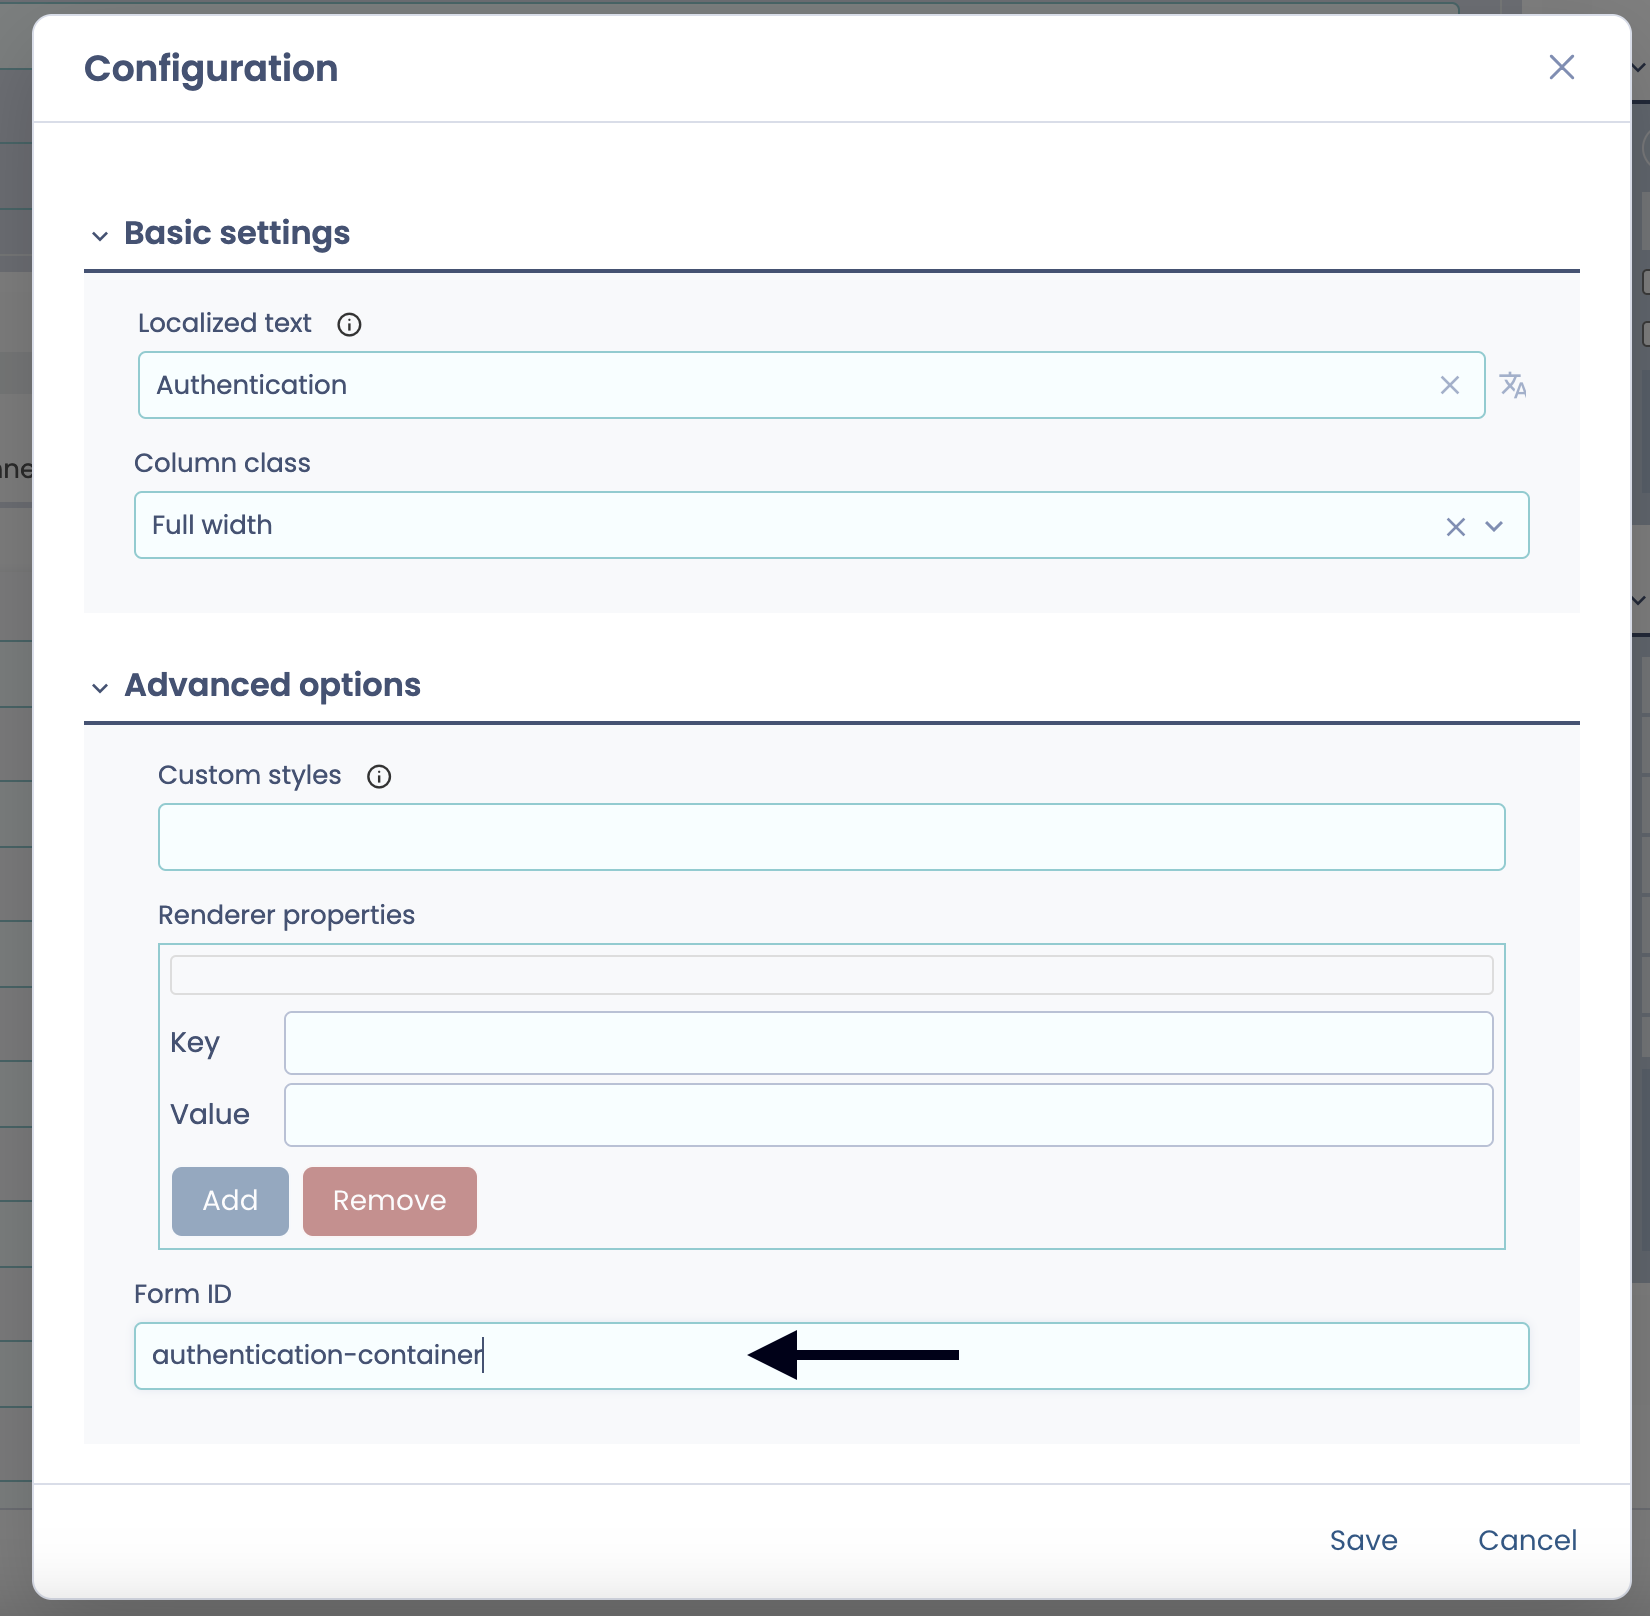 Configuration
Basic settings
Localized text
Authentication
Column class
Full width
Advanced options
Custom styles
Renderer properties
Key
Value
Add Remove
Form ID
authentication-container
Save Cancel